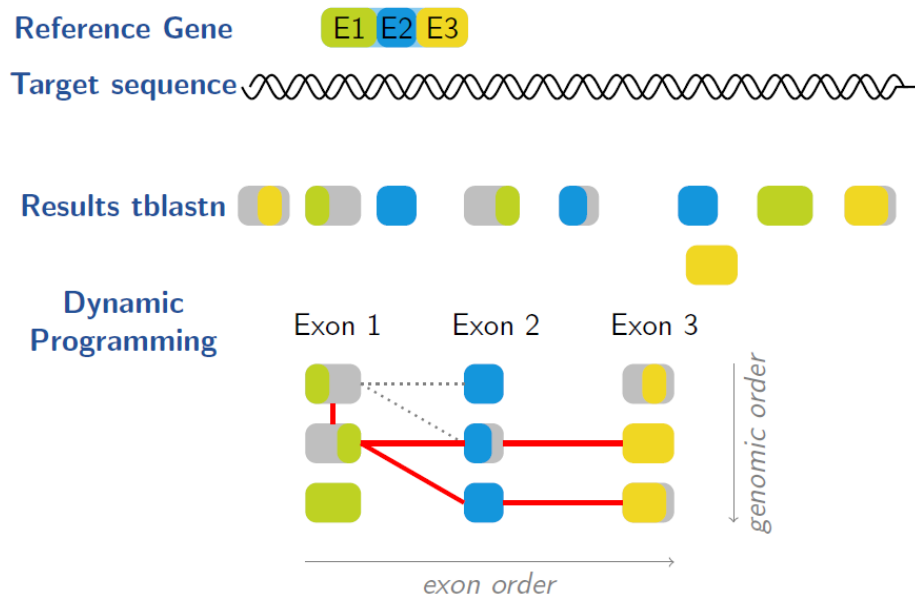 Reference Gene
E1 E2 E3
Target sequence
Results tblastn
Dynamic
Programming
Exon 1 Exon 2 Exon 3
genomic order
exon order